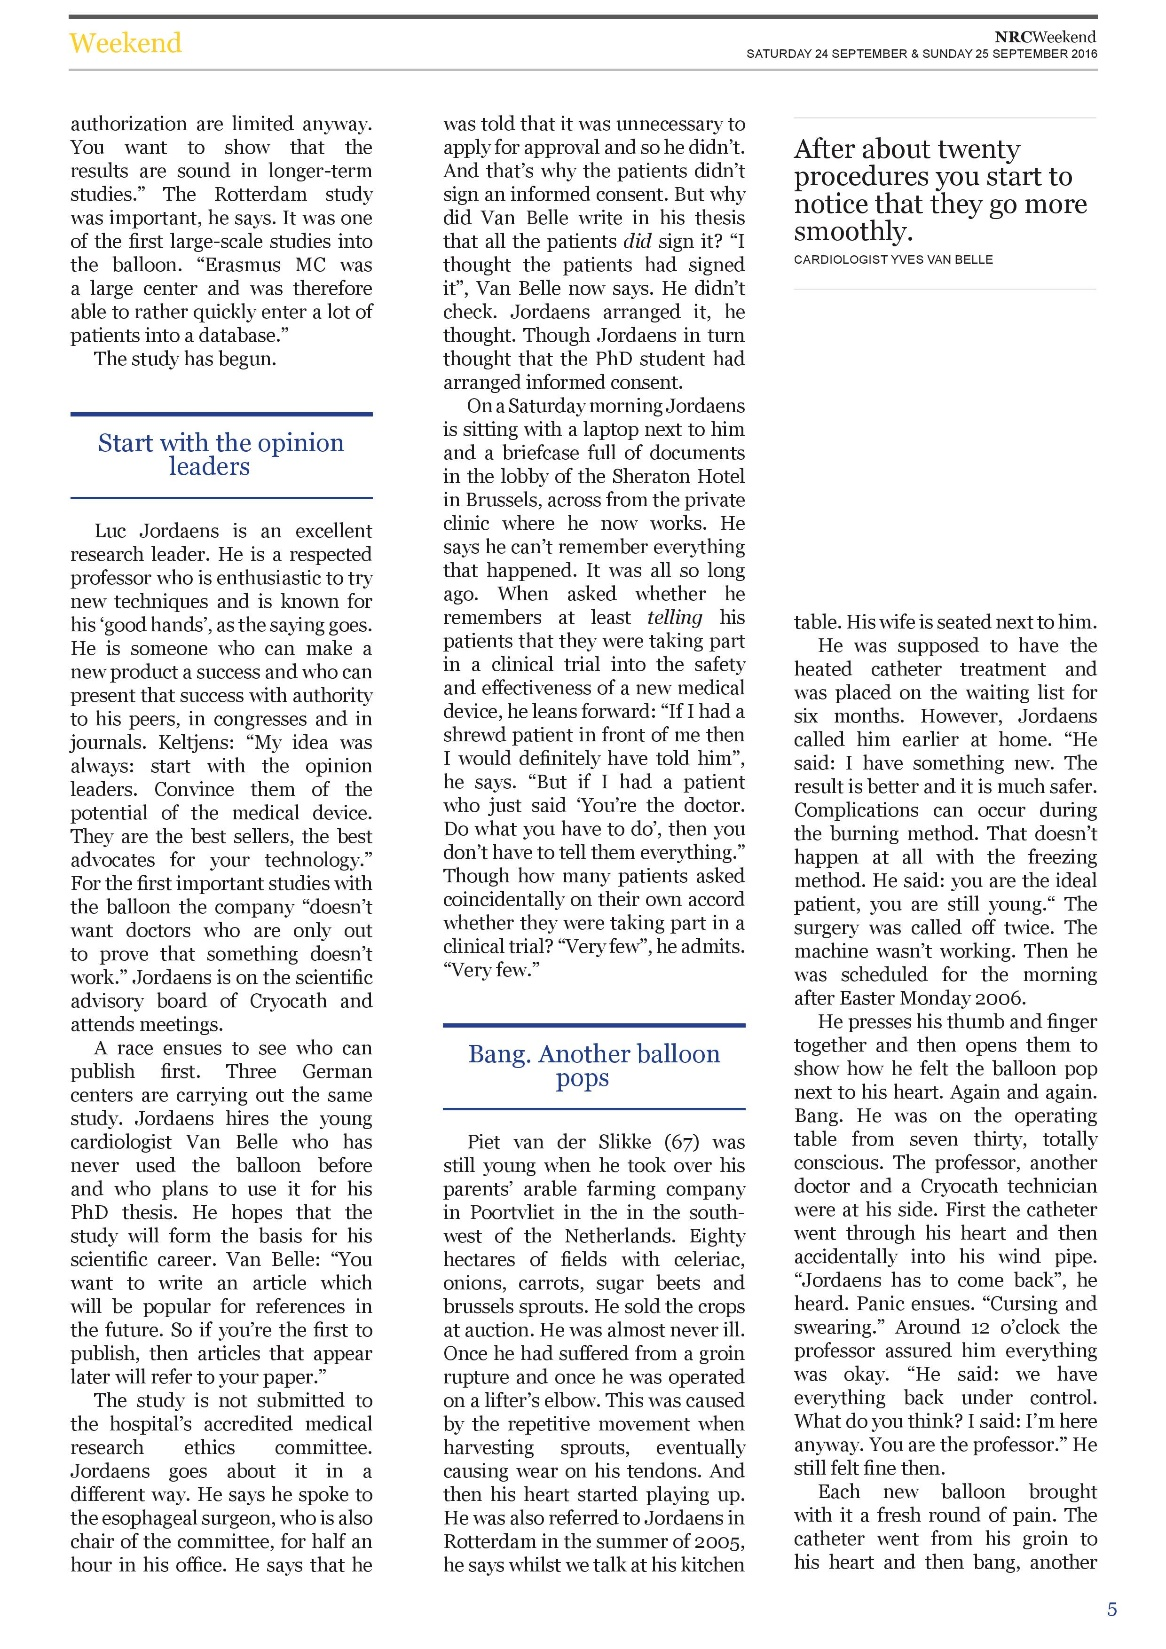 Weekend
NRCWeekend
SATURDAY 24 SEPTEMBER & SUNDAY 25 SEPTEMBER 2016
authorization are limited anyway.
You want to show that the
results are sound in longer-term
studies.” The Rotterdam study
was important, he says. It was one
of the first large-scale studies into
the balloon. “Erasmus MC was
a large center and was therefore
able to rather quickly enter a lot of
patients into a database.”
The study has begun.
Start with the opinion
leaders
Luc Jordaens is an excellent
research leader. He is a respected
professor who is enthusiastic to try
new techniques and is known for
his ‘good hands’, as the saying goes.
He is someone who can make a
new product a success and who can
present that success with authority
to his peers, in congresses and in
journals. Keltjens: “My idea was
always: start with the opinion
leaders. Convince them of the
potential of the medical device.
They are the best sellers, the best
advocates for your technology.”
For the first important studies with
the balloon the company “doesn’t
want doctors who are only out
to prove that something doesn’t
work.” Jordaens is on the scientific
advisory board of Cryocath and
attends meetings.
A race ensues to see who can
publish first. Three German
centers are carrying out the same
study. Jordaens hires the young
cardiologist Van Belle who has
never used the balloon before
and who plans to use it for his
PhD thesis. He hopes that the
study will form the basis for his
scientific career. Van Belle: “You
want to write an article which
will be popular for references in
the future. So if you’re the first to
publish, then articles that appear
later will refer to your paper.”
The study is not submitted to
the hospital’s accredited medical
research ethics committee.
Jordaens goes about it in a
different way. He says he spoke to
the esophageal surgeon, who is also
chair of the committee, for half an
hour in his office. He says that he
was told that it was unnecessary to
apply for approval and so he didn’t.
And that’s why the patients didn’t
sign an informed consent. But why
did Van Belle write in his thesis
that all the patients did sign it? “I
thought the patients had signed
it”, Van Belle now says. He didn’t
check. Jordaens arranged it, he
thought. Though Jordaens in turn
thought that the PhD student had
arranged informed consent.
On a Saturday morning Jordaens
is sitting with a laptop next to him
and a briefcase full of documents
in the lobby of the Sheraton Hotel
in Brussels, across from the private
clinic where he now works. He
says he can’t remember everything
that happened. It was all so long
ago. When asked whether he
remembers at least telling his
patients that they were taking part
in a clinical trial into the safety
and effectiveness of a new medical
device, he leans forward: “If I had a
shrewd patient in front of me then
I would definitely have told him”,
he says. “But if I had a patient
who just said ‘You’re the doctor.
Do what you have to do’, then you
don’t have to tell them everything.”
Though how many patients asked
coincidentally on their own accord
whether they were taking part in a
clinical trial? “Very few”, he admits.
“Very few.”
Bang. Another balloon
pops
Piet van der Slikke (67) was
still young when he took over his
parents’ arable farming company
in Poortvliet in the in the south-
west of the Netherlands. Eighty
hectares of fields with celeriac,
onions, carrots, sugar beets and
brussels sprouts. He sold the crops
at auction. He was almost never ill.
Once he had suffered from a groin
rupture and once he was operated
on a lifter’s elbow. This was caused
by the repetitive movement when
harvesting sprouts, eventually
causing wear on his tendons. And
then his heart started playing up.
He was also referred to Jordaens in
Rotterdam in the summer of 2005,
he says whilst we talk at his kitchen
After about twenty
procedures you start to
notice that they go more
smoothly.
CARDIOLOGIST YVES VAN BELLE
table. His wife is seated next to him.
He was supposed to have the
heated catheter treatment and
was placed on the waiting list for
six months. However, Jordaens
called him earlier at home. “He
said: I have something new. The
result is better and it is much safer.
Complications can occur during
the burning method. That doesn’t
happen at all with the freezing
method. He said: you are the ideal
patient, you are still young.“ The
surgery was called off twice. The
machine wasn’t working. Then he
was scheduled for the morning
after Easter Monday 2006.
He presses his thumb and finger
together and then opens them to
show how he felt the balloon pop
next to his heart. Again and again.
Bang. He was on the operating
table from seven thirty, totally
conscious. The professor, another
doctor and a Cryocath technician
were at his side. First the catheter
went through his heart and then
accidentally into his wind pipe.
“Jordaens has to come back”, he
heard. Panic ensues. “Cursing and
swearing.” Around 12 o’clock the
professor assured him everything
was okay. “He said: we have
everything back under control.
What do you think? I said: I’m here
anyway. You are the professor.” He
still felt fine then.
Each new balloon brought
with it a fresh round of pain. The
catheter went from his groin to
his heart and then bang, another
5